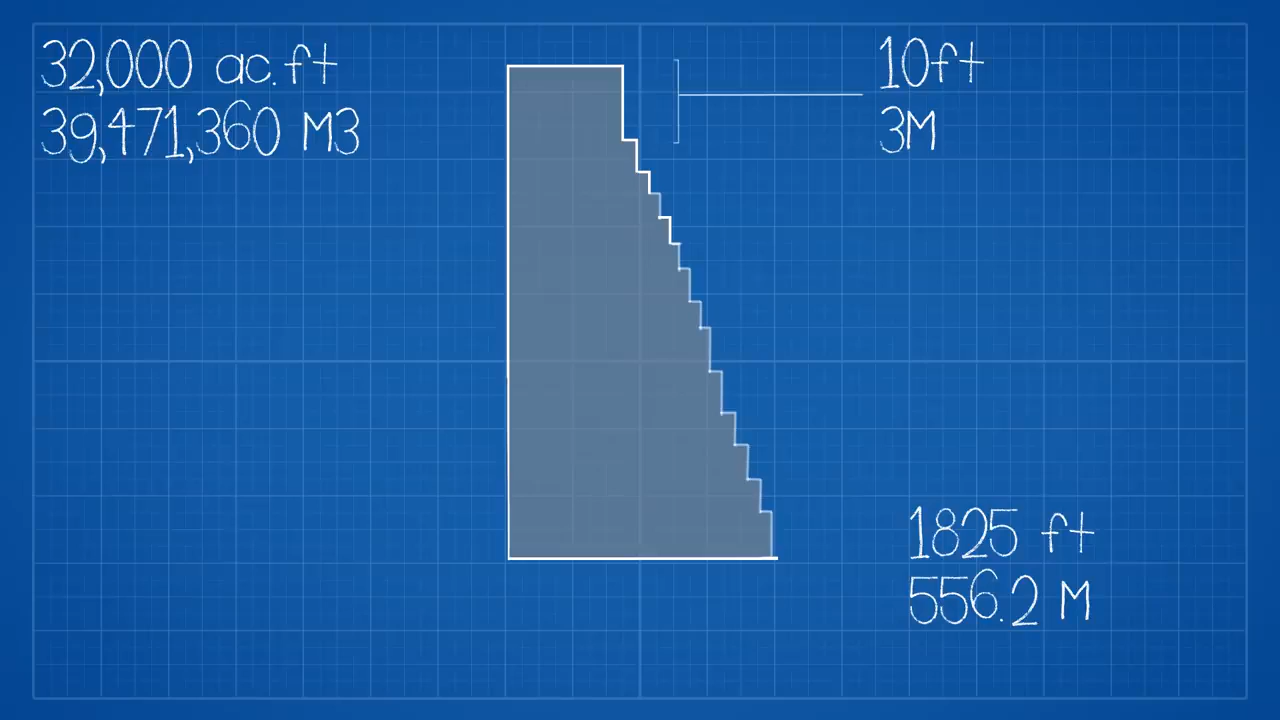 32,000 ac.ft
39,471,360 M3
10ft
3M
1825 ft
556.2 M